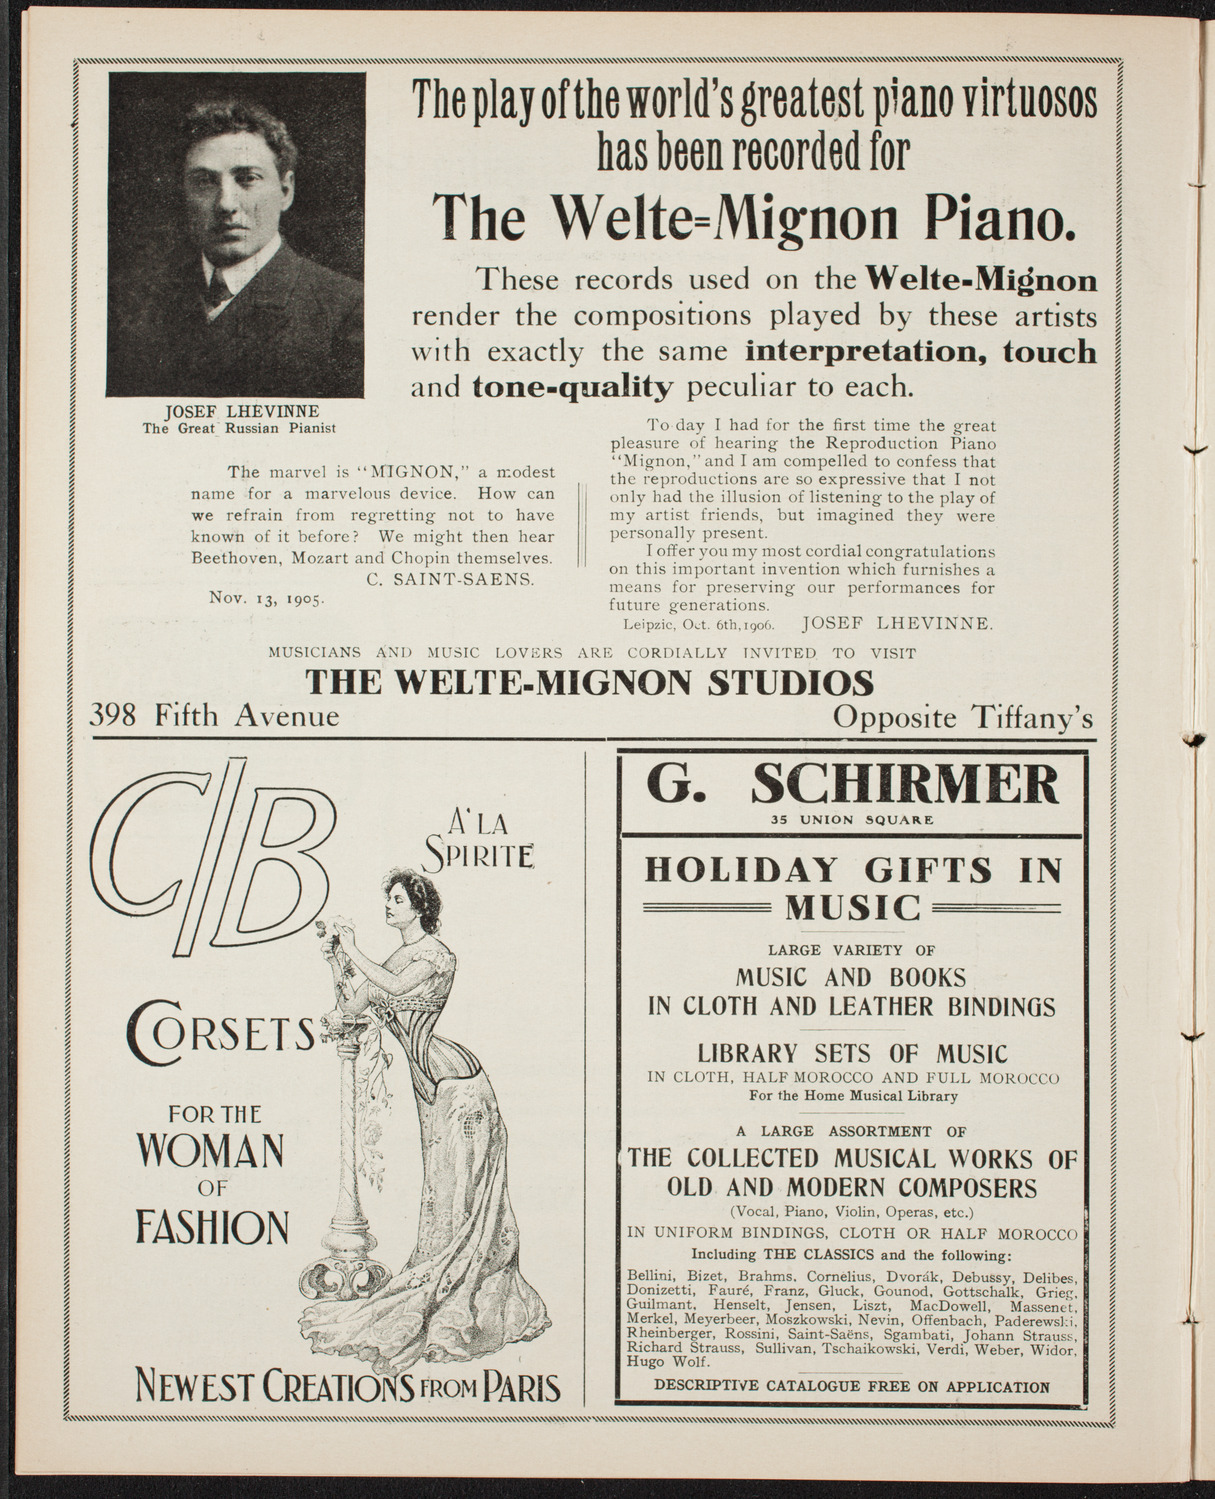 The play of the world's greatest piano virtuosos
has been recorded for
The Welte=Mignon Piano.
These records used on the Welte-Mignon
render the compositions played by these artists
with exactly the same interpretation, touch
and tone-quality peculiar to each.
JOSEF LHEVINNE
The Great Russian Pianist
The marvel is "MIGNON," a modest
name for a marvelous device. How can
we refrain from regretting not to have
known of it before? We might then hear
Beethoven, Mozart and Chopin themselves.
C. SAINT-SAENS.
Nov. 13, 1905.
To day I had for the first time the great
pleasure of hearing the Reproduction Piano
"Mignon," and I am compelled to confess that
the reproductions are so expressive that I not
only had the illusion of listening to the play of
my artist friends, but imagined they were
personally present.
I offer you my most cordial congratulations
on this important invention which furnishes a
means for preserving our performances for
future generations.
Leipzic, Oct. 6th, 1906. JOSEF LHEVINNE.
MUSICIANS AND MUSIC LOVERS ARE CORDIALLY INVITED TO VISIT
THE WELTE-MIGNON STUDIOS
398 Fifth Avenue Opposite Tiffany's
C/B
A' LA
SPIRITE
CORSETS
FOR THE
WOMAN
OF
FASHION
NEWEST CREATIONS FROM PARIS
G. SCHIRMER
35 UNION SQUARE
HOLIDAY GIFTS IN
MUSIC
LARGE VARIETY OF
MUSIC AND BOOKS
IN CLOTH AND LEATHER BINDINGS
LIBRARY SETS OF MUSIC
IN CLOTH, HALF MOROCCO AND FULL MOROCCO
For the Home Musical Library
A LARGE ASSORTMENT OF
THE COLLECTED MUSICAL WORKS OF
OLD AND MODERN COMPOSERS
(Vocal, Piano, Violin, Operas, etc.)
IN UNIFORM BINDINGS, CLOTH OR HALF MOROCCO
Including THE CLASSICS and the following:
Bellini, Bizet, Brahms, Cornelius, Dvorák, Debussy, Delibes,
Donizetti, Fauré, Franz, Gluck, Gounod, Gottschalk, Grieg,
Guilmant, Henselt, Jensen, Liszt, MacDowell, Massenet,
Merkel, Meyerbeer, Moszkowski, Nevin, Offenbach, Paderewski,
Rheinberger, Rossini, Saint-Saëns, Sgambati, Johann Strauss,
Richard Strauss, Sullivan, Tschaikowski, Verdi, Weber, Widor,
Hugo Wolf.
DESCRIPTIVE CATALOGUE FREE ON APPLICATION